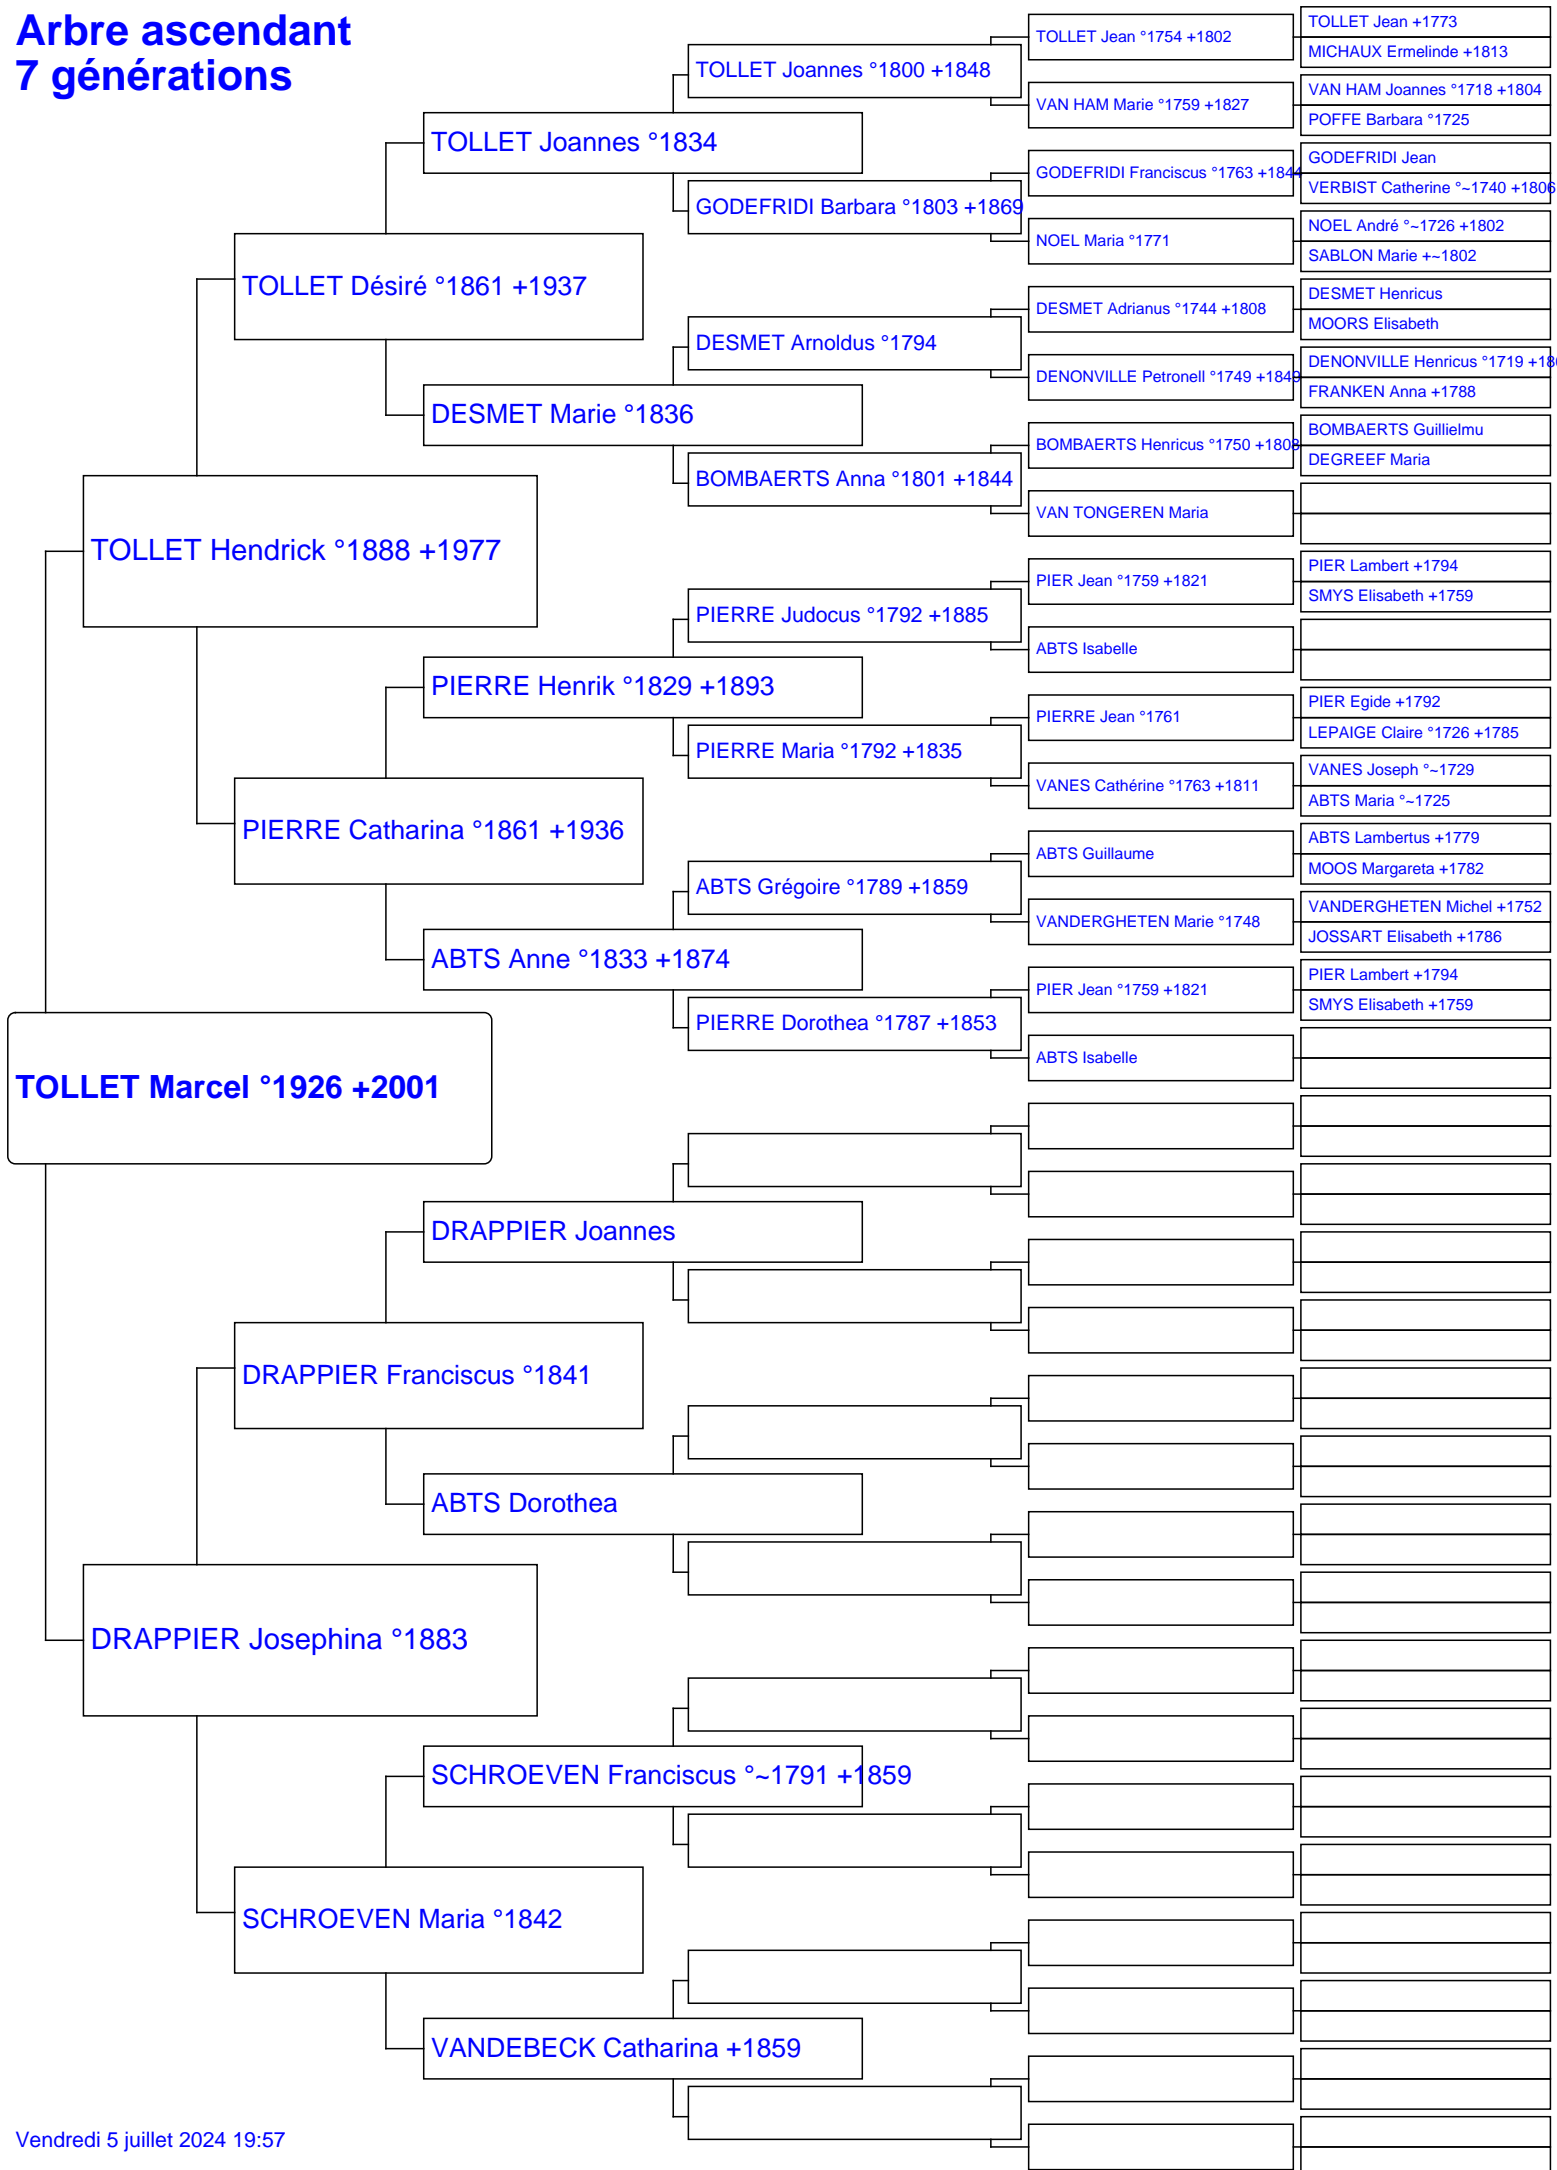 Arbre ascendant
7 générations
TOLLET Marcel °1926 +2001
TOLLET Hendrick °1888 +1977
DRAPPIER Josephina °1883
TOLLET Désiré °1861 +1937
PIERRE Catharina °1861 +1936
DRAPPIER Franciscus °1841
SCHROEVEN Maria °1842
TOLLET Joannes °1834
DESMET Marie °1836
PIERRE Henrik °1829 +1893
ABTS Anne °1833 +1874
DRAPPIER Joannes
ABTS Dorothea
SCHROEVEN Franciscus °~1791 +1859
VANDEBECK Catharina +1859
TOLLET Joannes °1800 +1848
GODEFRIDI Barbara °1803 +1869
DESMET Arnoldus °1794
BOMBAERTS Anna °1801 +1844
PIERRE Judocus °1792 +1885
PIERRE Maria °1792 +1835
ABTS Grégoire °1789 +1859
PIERRE Dorothea °1787 +1853
TOLLET Jean °1754 +1802
VAN HAM Marie °1759 +1827
GODEFRIDI Franciscus °1763 +1844
NOEL Maria °1771
DESMET Adrianus °1744 +1808
DENONVILLE Petronell °1749 +1849
BOMBAERTS Henricus °1750 +1808
VAN TONGEREN Maria
PIER Jean °1759 +1821
ABTS Isabelle
PIERRE Jean °1761
VANES Cathérine °1763 +1811
ABTS Guillaume
VANDERGHETEN Marie °1748
PIER Jean °1759 +1821
ABTS Isabelle
TOLLET Jean +1773
MICHAUX Ermelinde +1813
VAN HAM Joannes °1718 +1804
POFFE Barbara °1725
GODEFRIDI Jean
VERBIST Catherine °~1740 +1806
NOEL André °~1726 +1802
SABLON Marie +~1802
DESMET Henricus
MOORS Elisabeth
DENONVILLE Henricus °1719
FRANKEN Anna +1788
BOMBAERTS Guillielmu
DEGREEF Maria
PIER Lambert +1794
SMYS Elisabeth +1759
PIER Egide +1792
LEPAIGE Claire °1726 +1785
VANES Joseph °~1729
ABTS Maria °~1725
ABTS Lambertus +1779
MOOS Margareta +1782
VANDERGHETEN Michel +1752
JOSSART Elisabeth +1786
PIER Lambert +1794
SMYS Elisabeth +1759
Vendredi 5 juillet 2024 19:57